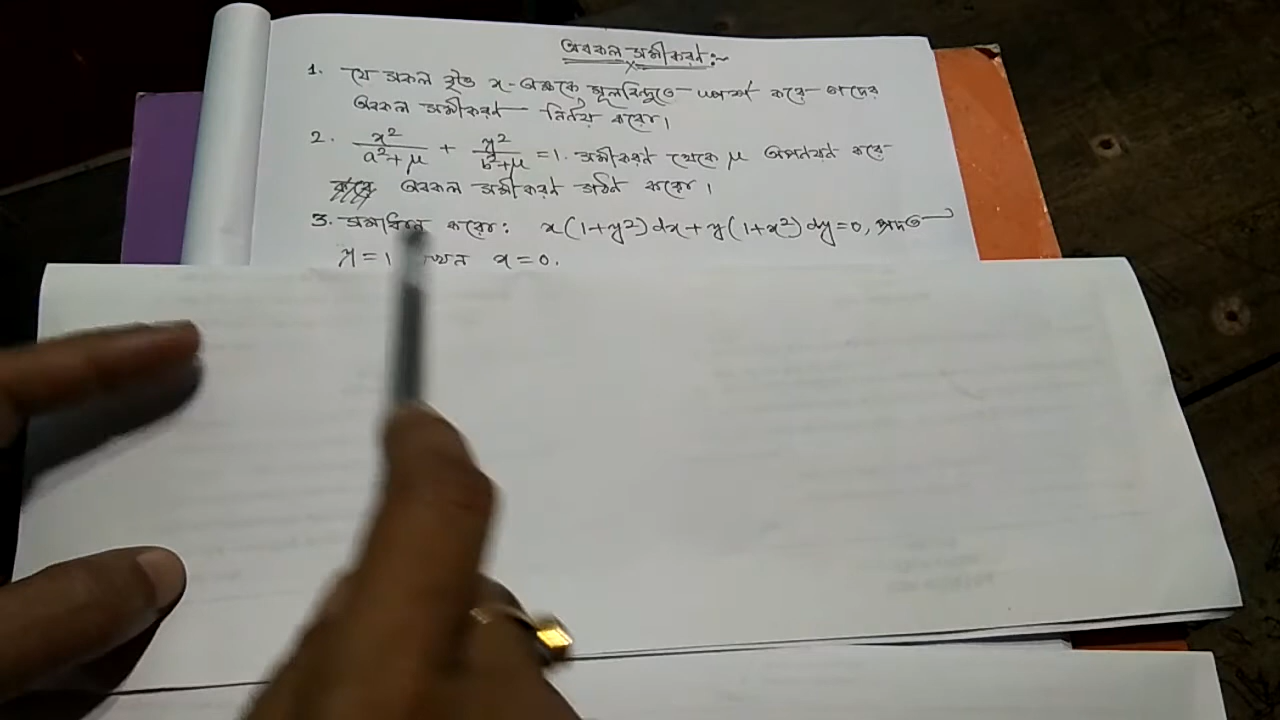 অবকল সমীকরণ :~
1. যে সকল বৃত্ত x-অক্ষকে মূলবিন্দুতে স্পর্শ করে তাদের
অবকল সমীকরণ নির্ণয় করো।
2. x²/(a²+μ) + y²/(b²+μ) = 1. সমীকরণ থেকে μ অপনয়ন করে
অবকল সমীকরণ গঠন করো।
3. সমাধান করো: x(1+y²)dx+y(1+x²)dy=0, প্রদত্ত
y=1 যখন x=0.